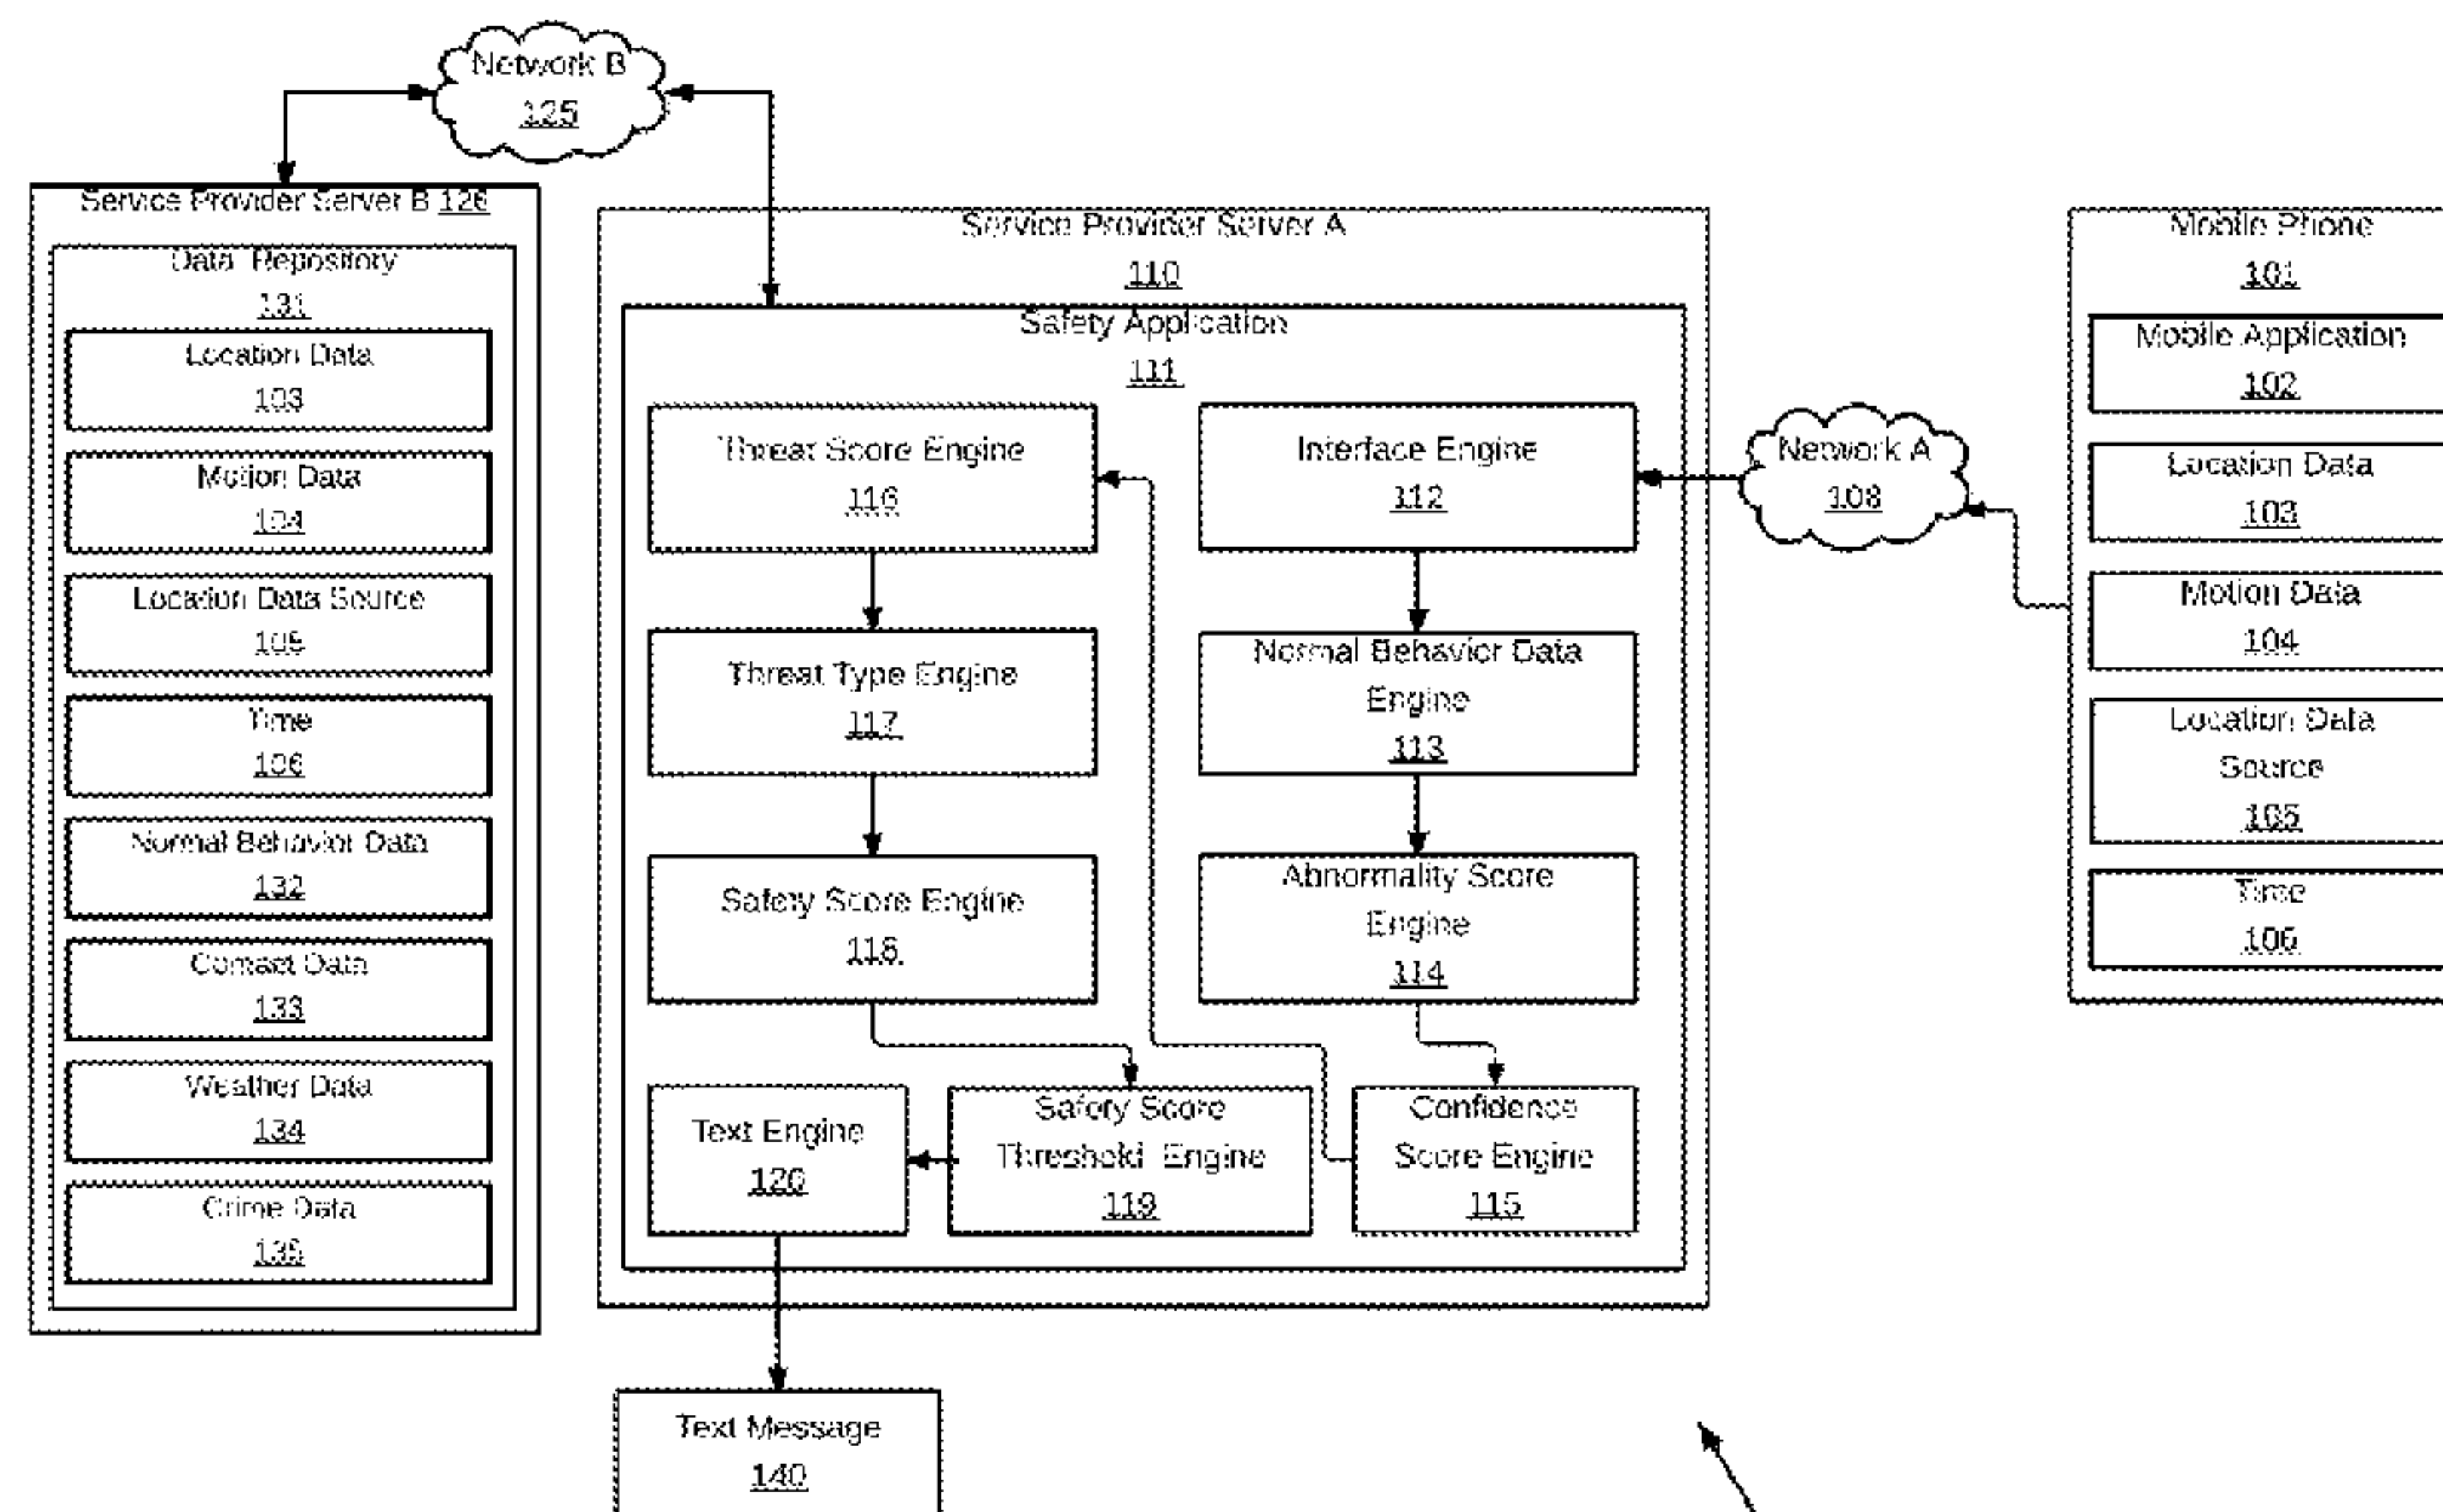 Network B
125
Service Provider Server B 126
Data Repository
131
Location Data
103
Motion Data
104
Location Data Source
105
Time
106
Normal Behavior Data
132
Contact Data
133
Weather Data
134
Crime Data
135
Service Provider Server A
110
Safety Application
111
Threat Score Engine
116
Threat Type Engine
117
Safety Score Engine
118
Text Engine
120
Safety Score
Threshold Engine
119
Interface Engine
112
Normal Behavior Data
Engine
113
Abnormality Score
Engine
114
Confidence
Score Engine
115
Text Message
140
Network A
108
Mobile Phone
101
Mobile Application
102
Location Data
103
Motion Data
104
Location Data
Source
105
Time
106